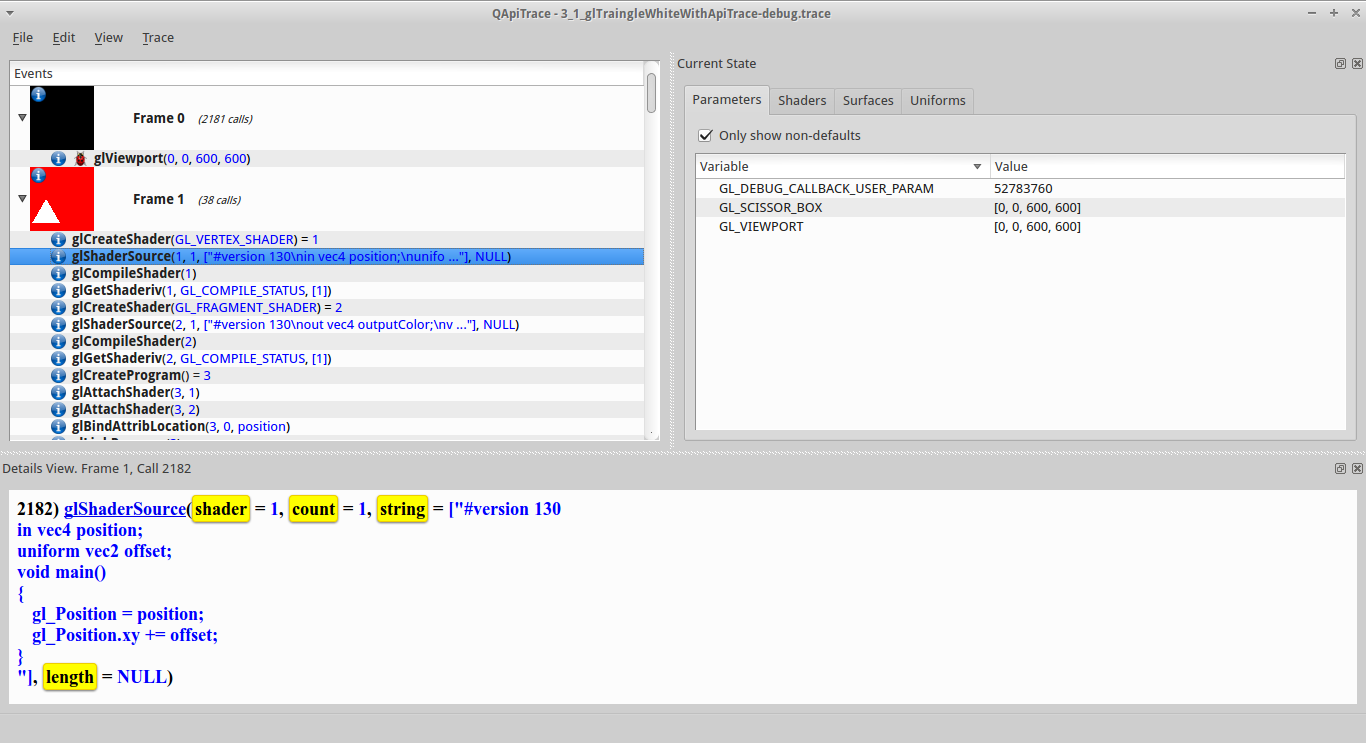 QApiTrace - 3_1_glTraingleWhiteWithApiTrace-debug.trace
File Edit View Trace
Events
Frame 0 (2181 calls)
glViewport(0, 0, 600, 600)
Frame 1 (38 calls)
glCreateShader(GL_VERTEX_SHADER) = 1
glShaderSource(1, 1, ["#version 130\nin vec4 position;\nunifo ..."], NULL)
glCompileShader(1)
glGetShaderiv(1, GL_COMPILE_STATUS, [1])
glCreateShader(GL_FRAGMENT_SHADER) = 2
glShaderSource(2, 1, ["#version 130\nout vec4 outputColor;\nv ..."], NULL)
glCompileShader(2)
glGetShaderiv(2, GL_COMPILE_STATUS, [1])
glCreateProgram() = 3
glAttachShader(3, 1)
glAttachShader(3, 2)
glBindAttribLocation(3, 0, position)
Current State
Parameters Shaders Surfaces Uniforms
Only show non-defaults
Variable Value
GL_DEBUG_CALLBACK_USER_PARAM 52783760
GL_SCISSOR_BOX [0, 0, 600, 600]
GL_VIEWPORT [0, 0, 600, 600]
Details View. Frame 1, Call 2182
2182) glShaderSource(shader = 1, count = 1, string = ["#version 130
in vec4 position;
uniform vec2 offset;
void main()
{
gl_Position = position;
gl_Position.xy += offset;
}
"], length = NULL)